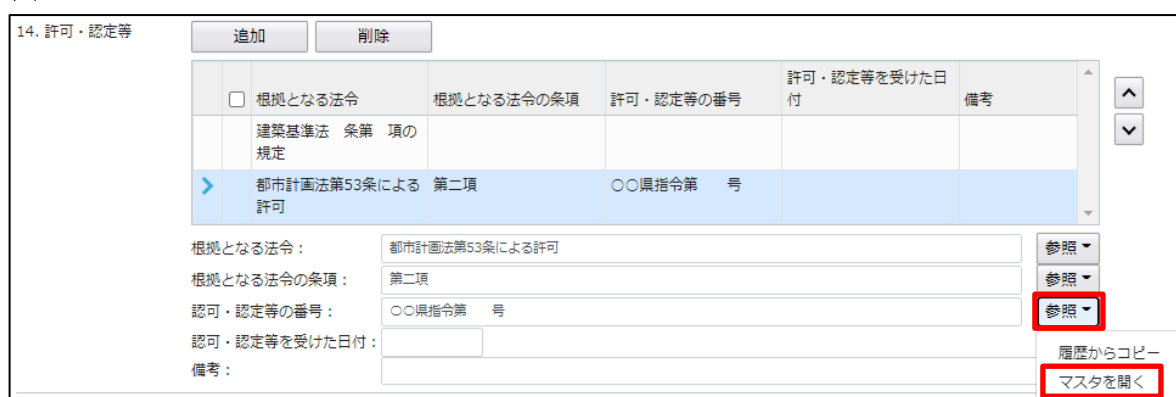 14. 許可・認定等
追加 削除
根拠となる法令 根拠となる法令の条項 許可・認定等の番号 許可・認定等を受けた日
付 備考
建築基準法　条第　項の
規定
都市計画法第53条による 第二項 〇〇県指令第　　号
許可
根拠となる法令： 都市計画法第53条による許可 参照
根拠となる法令の条項： 第二項 参照
認可・認定等の番号： 〇〇県指令第　　号 参照
認可・認定等を受けた日付：
備考：
履歴からコピー
マスタを開く